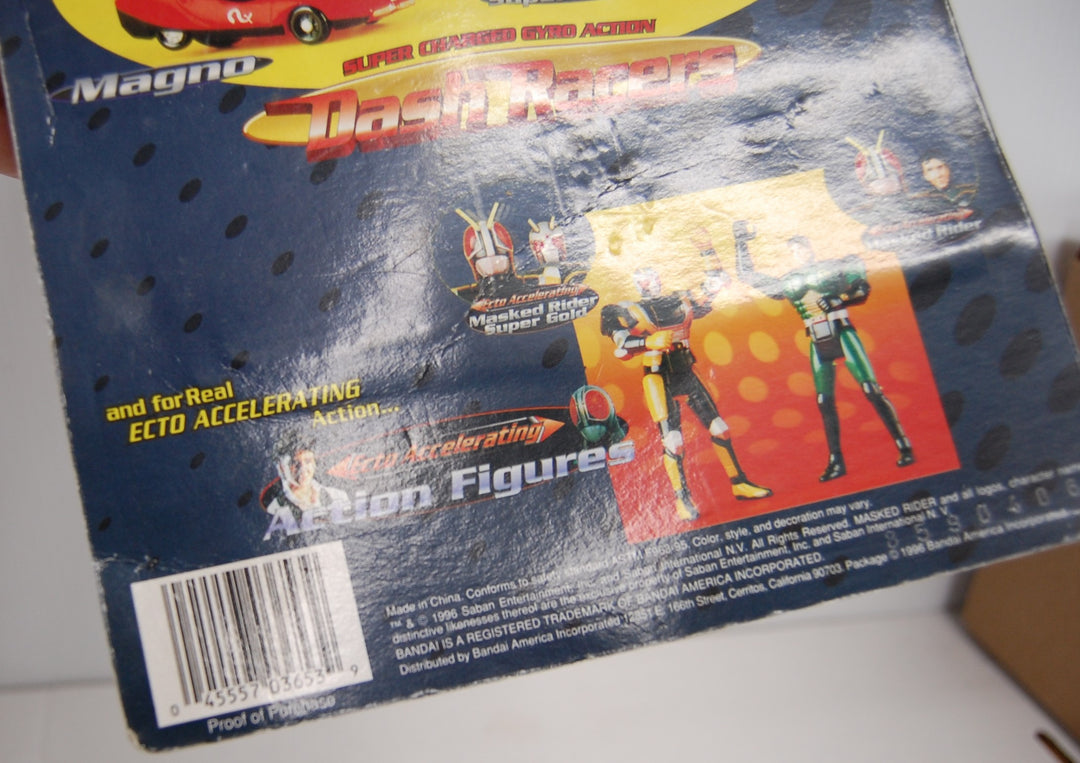 SUPER CHARGED GYRO ACTION
Magno
Dash Racers
Ecto Accelerating
Masked Rider
Super Gold
Rider
and for Real
ECTO ACCELERATING
Action...
Ecto Accelerating
Action Figures
Made in China. Conforms to safety ASTM F963-95. Color, style, and decoration may vary.
™ & © 1996 Saban Entertainment, Inc. and Saban International N.V. All Rights Reserved. MASKED RIDER and all logos, character names
distinctive likenesses thereof are the exclusive property of Saban Entertainment, Inc. and Saban International N.V.
BANDAI IS A REGISTERED TRADEMARK OF BANDAI AMERICA INCORPORATED.
Distributed by Bandai America Incorporated E. 166th Street, Cerritos, California 90703. Package © 1996 Bandai America Incorporated
0 45557 03653 9
Proof of Purchase